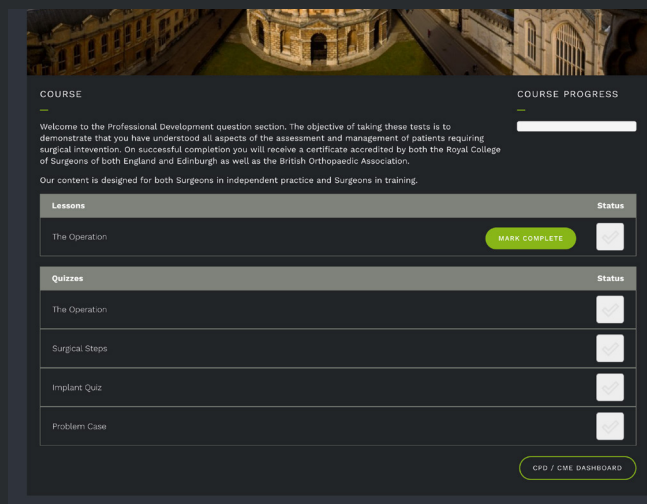 COURSE
COURSE PROGRESS
Welcome to the Professional Development question section. The objective of taking these tests is to
demonstrate that you have understood all aspects of the assessment and management of patients requiring
surgical intevention. On successful completion you will receive a certificate accredited by both the Royal College
of Surgeons of both England and Edinburgh as well as the British Orthopaedic Association.
Our content is designed for both Surgeons in independent practice and Surgeons in training.
Lessons Status
The Operation MARK COMPLETE
Quizzes Status
The Operation
Surgical Steps
Implant Quiz
Problem Case
CPD / CME DASHBOARD